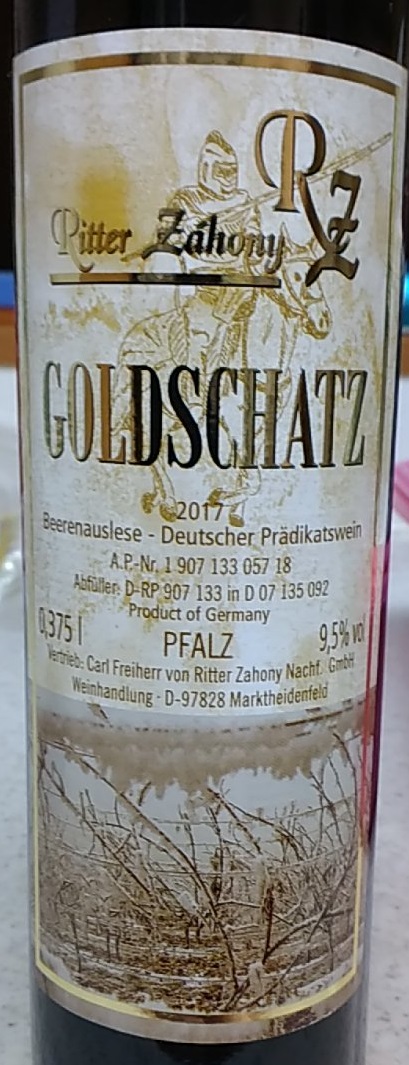 RZ
Ritter Záhony
GOLDSCHATZ
2017
Beerenauslese - Deutscher Prädikatswein
A.P.-Nr. 1 907 133 057 18
Abfüller: D-RP 907 133 in D 07 135 092
Product of Germany
0,375 l PFALZ 9,5% vol
Vertrieb: Carl Freiherr von Ritter Zahony Nachf. GmbH
Weinhandlung · D-97828 Marktheidenfeld